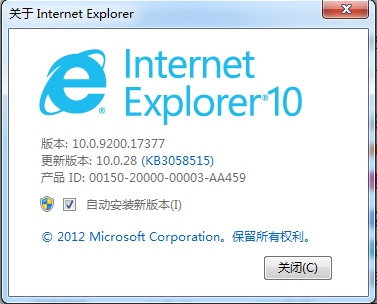 关于 Internet Explorer
Internet
Explorer®10
版本: 10.0.9200.17377
更新版本: 10.0.28 (KB3058515)
产品 ID: 00150-20000-00003-AA459
自动安装新版本(I)
© 2012 Microsoft Corporation。保留所有权利。
关闭(C)